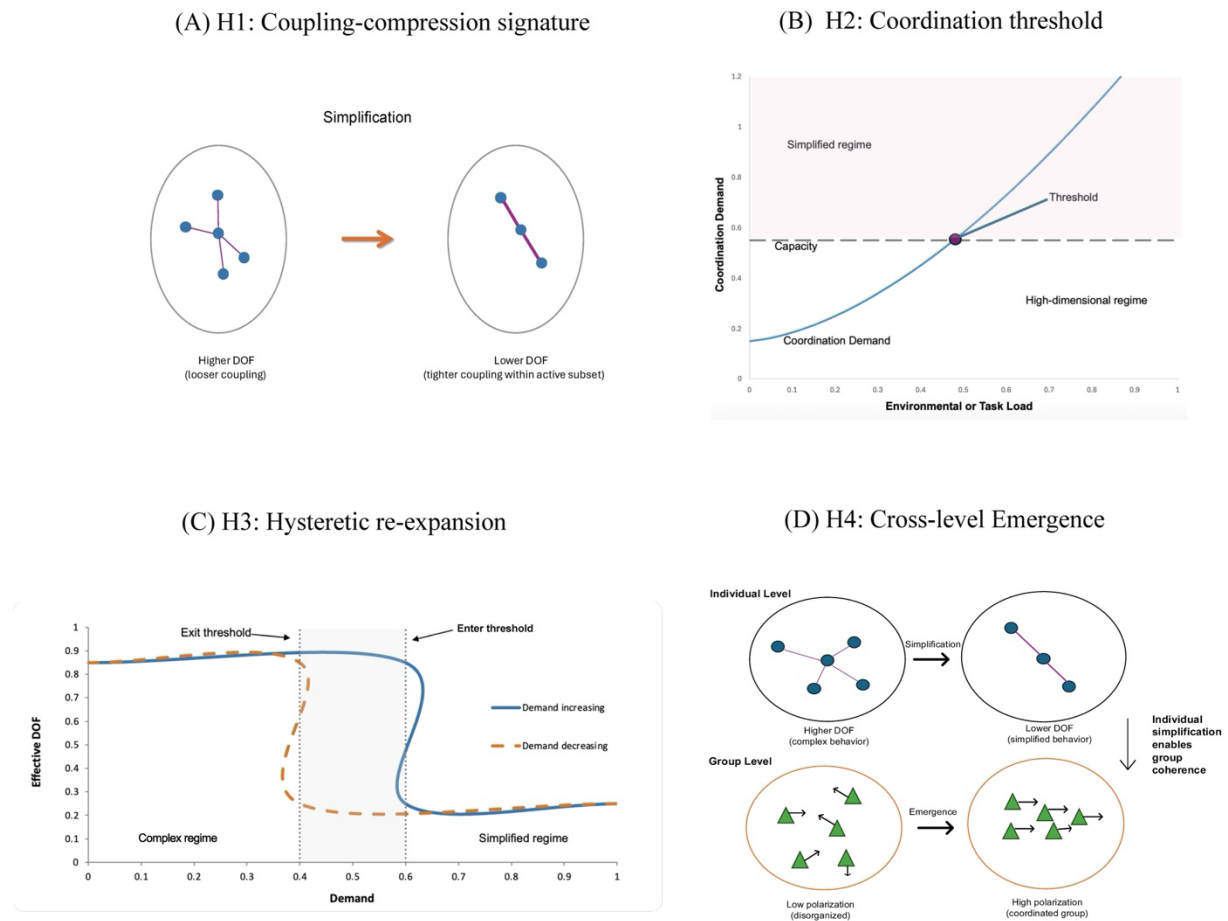 (A) H1: Coupling-compression signature
Simplification
Higher DOF
(looser coupling)
Lower DOF
(tighter coupling within active subset)
(B) H2: Coordination threshold
Coordination Demand
1.2
1
0.8
0.6
0.4
0.2
0
Simplified regime
Threshold
Capacity
High-dimensional regime
Coordination Demand
0 0.1 0.2 0.3 0.4 0.5 0.6 0.7 0.8 0.9 1
Environmental or Task Load
(C) H3: Hysteretic re-expansion
Effective DOF
1
0.9
0.8
0.7
0.6
0.5
0.4
0.3
0.2
0.1
0
Exit threshold
Enter threshold
Demand increasing
Demand decreasing
Complex regime
Simplified regime
0 0.1 0.2 0.3 0.4 0.5 0.6 0.7 0.8 0.9 1
Demand
(D) H4: Cross-level Emergence
Individual Level
Simplification
Higher DOF
(complex behavior)
Lower DOF
(simplified behavior)
Individual
simplification
enables
group
coherence
Group Level
Emergence
Low polarization
(disorganized)
High polarization
(coordinated group)